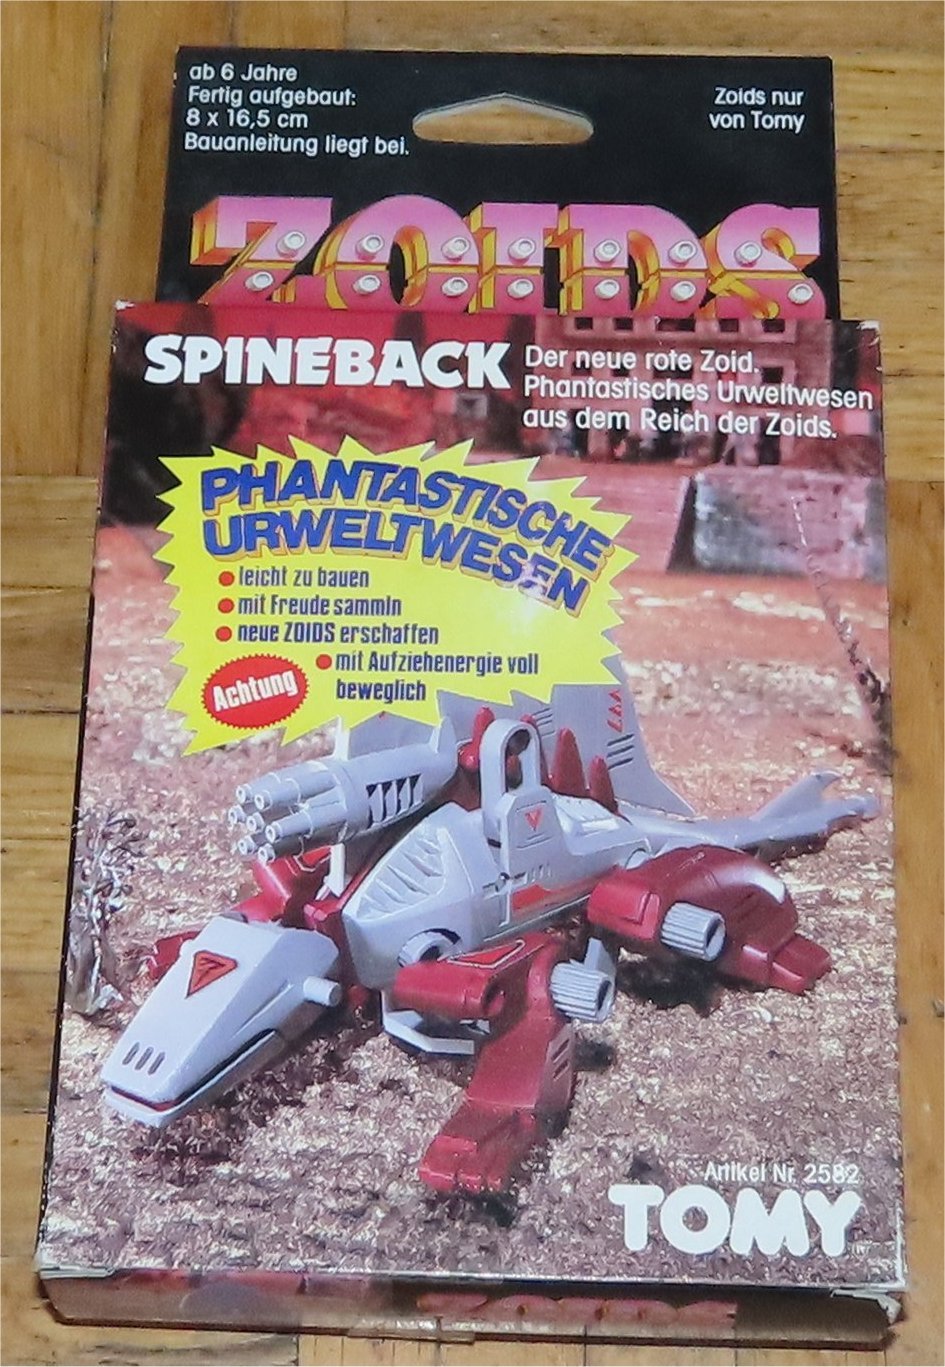 ab 6 Jahre
Fertig aufgebaut:
8 x 16,5 cm
Bauanleitung liegt bei.
Zoids nur
von Tomy
ZOIDS
SPINEBACK
Der neue rote Zoid.
Phantastisches Urweltwesen
aus dem Reich der Zoids.
PHANTASTISCHE
URWELTWESEN
leicht zu bauen
mit Freude sammln
neue ZOIDS erschaffen
mit Aufziehenergie voll
beweglich
Achtung
Artikel Nr. 2582
TOMY